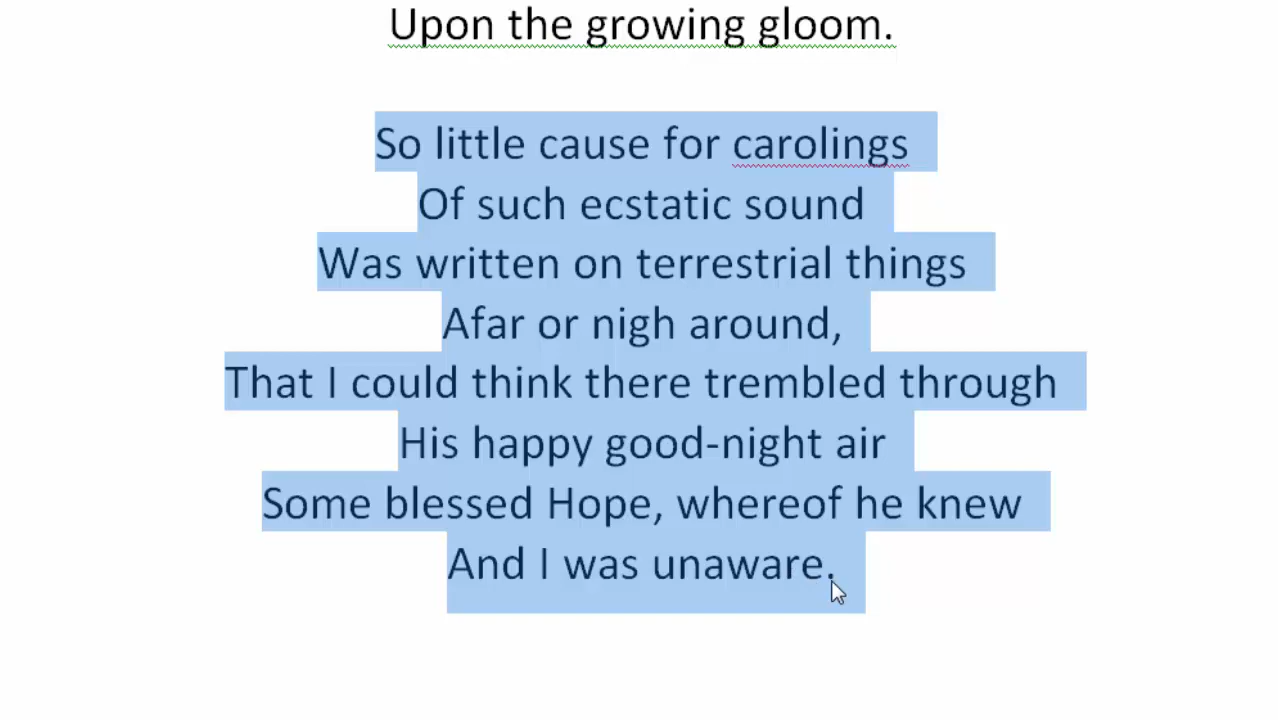 Upon the growing gloom.
So little cause for carolings
Of such ecstatic sound
Was written on terrestrial things
Afar or nigh around,
That I could think there trembled through
His happy good-night air
Some blessed Hope, whereof he knew
And I was unaware.